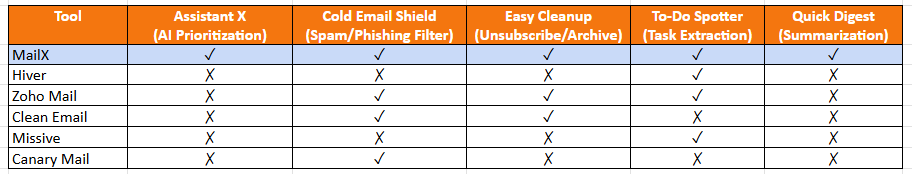 Tool Assistant X (AI Prioritization) Cold Email Shield (Spam/Phishing Filter) Easy Cleanup (Unsubscribe/Archive) To-Do Spotter (Task Extraction) Quick Digest (Summarization)
MailX ✓ ✓ ✓ ✓ ✓
Hiver ✗ ✗ ✗ ✓ ✗
Zoho Mail ✗ ✓ ✓ ✓ ✗
Clean Email ✗ ✓ ✓ ✗ ✗
Missive ✗ ✗ ✗ ✓ ✗
Canary Mail ✗ ✓ ✗ ✗ ✗